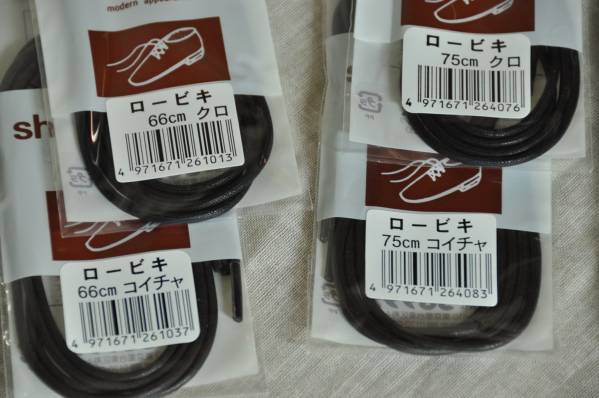 modern appear
ロービキ
66cm クロ
4 971671 261013
ロービキ
75cm クロ
4 971671 264076
sh
ロービキ
66cm コイチャ
4 971671 261037
ロービキ
75cm コイチャ
4 971671 264083